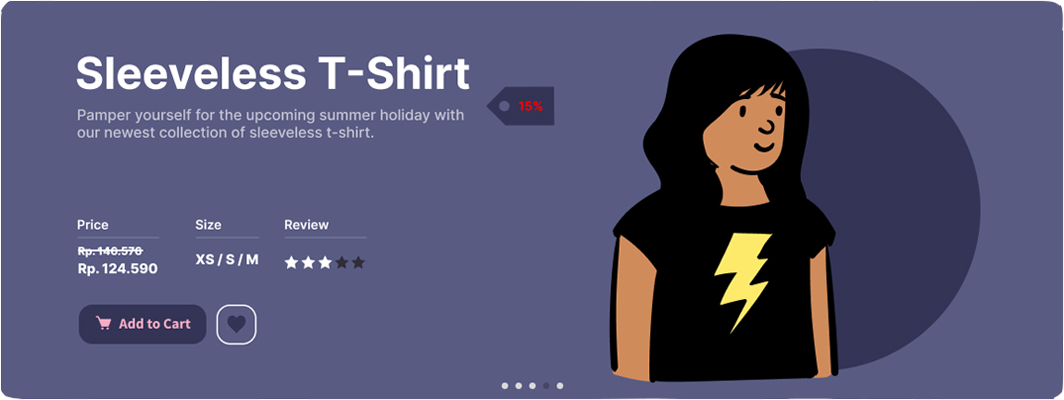 Sleeveless T-Shirt
Pamper yourself for the upcoming summer holiday with
our newest collection of sleeveless t-shirt.
15%
Price
Size
Review
Rp. 146.576
Rp. 124.590
XS / S / M
Add to Cart